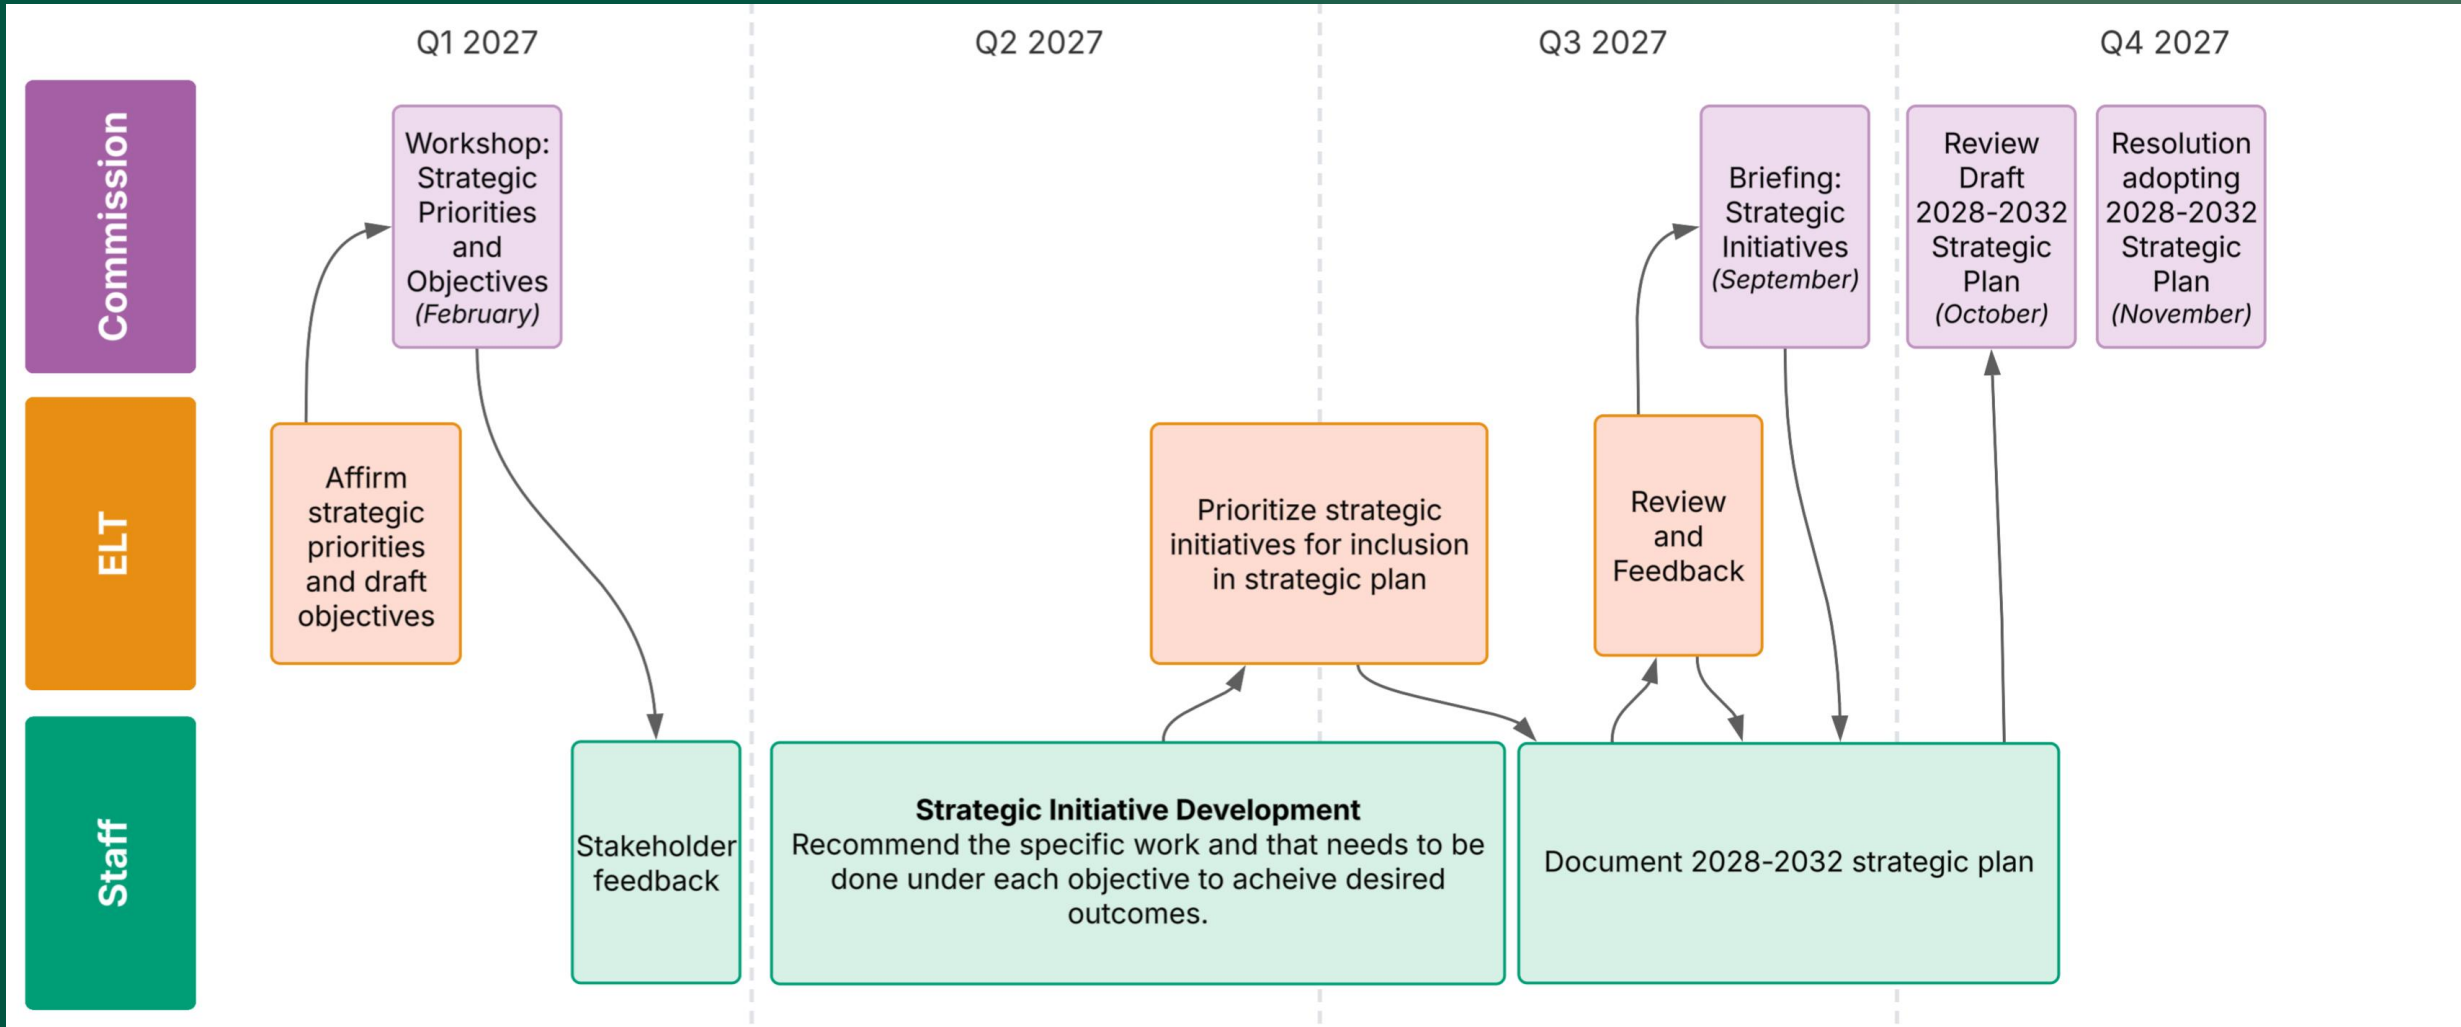 Q1 2027
Q2 2027
Q3 2027
Q4 2027
Commission
Workshop:
Strategic
Priorities
and
Objectives
(February)
Briefing:
Strategic
Initiatives
(September)
Review
Draft
2028-2032
Strategic
Plan
(October)
Resolution
adopting
2028-2032
Strategic
Plan
(November)
ELT
Affirm
strategic
priorities
and draft
objectives
Prioritize strategic
initiatives for inclusion
in strategic plan
Review
and
Feedback
Staff
Stakeholder
feedback
Strategic Initiative Development
Recommend the specific work and that needs to be
done under each objective to acheive desired
outcomes.
Document 2028-2032 strategic plan